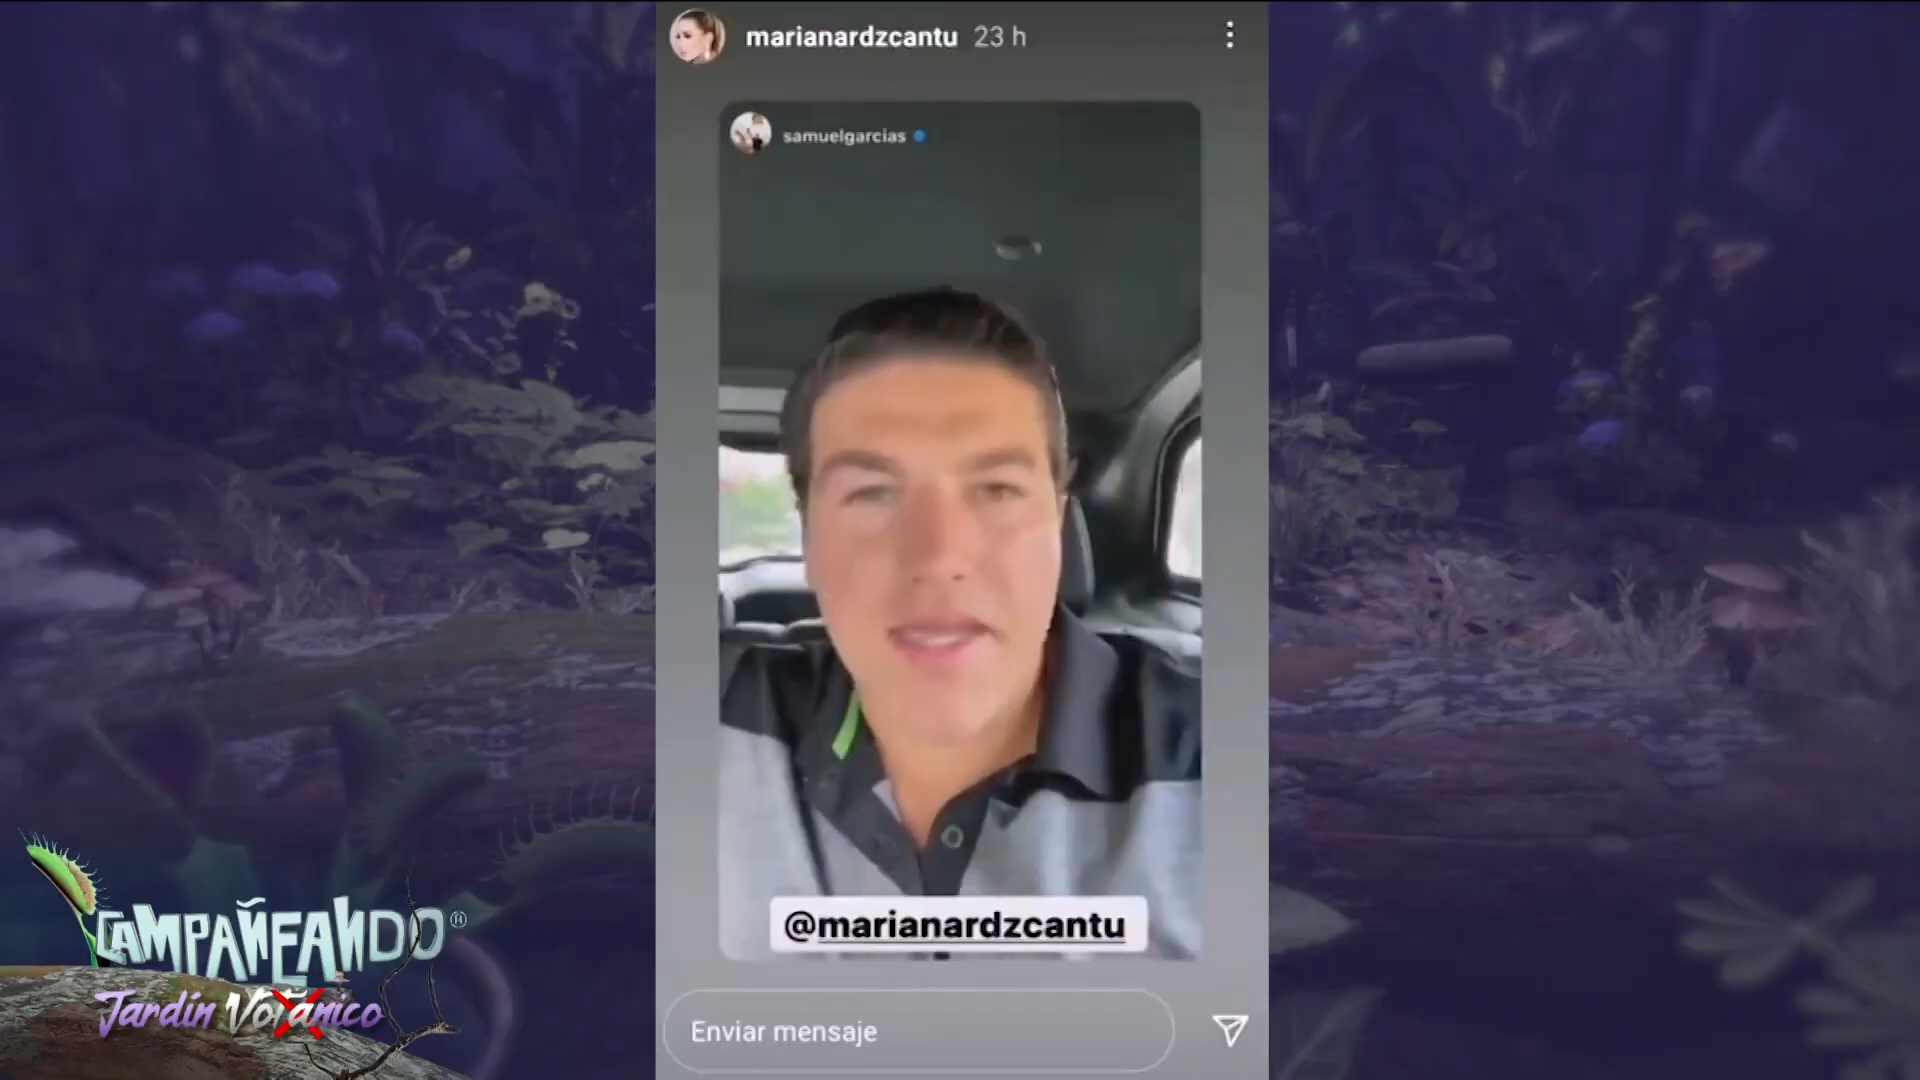 marianardzcantu 23 h
samuelgarcias
@marianardzcantu
Enviar mensaje
CAMPAÑEANDO®
Jardín Votánico